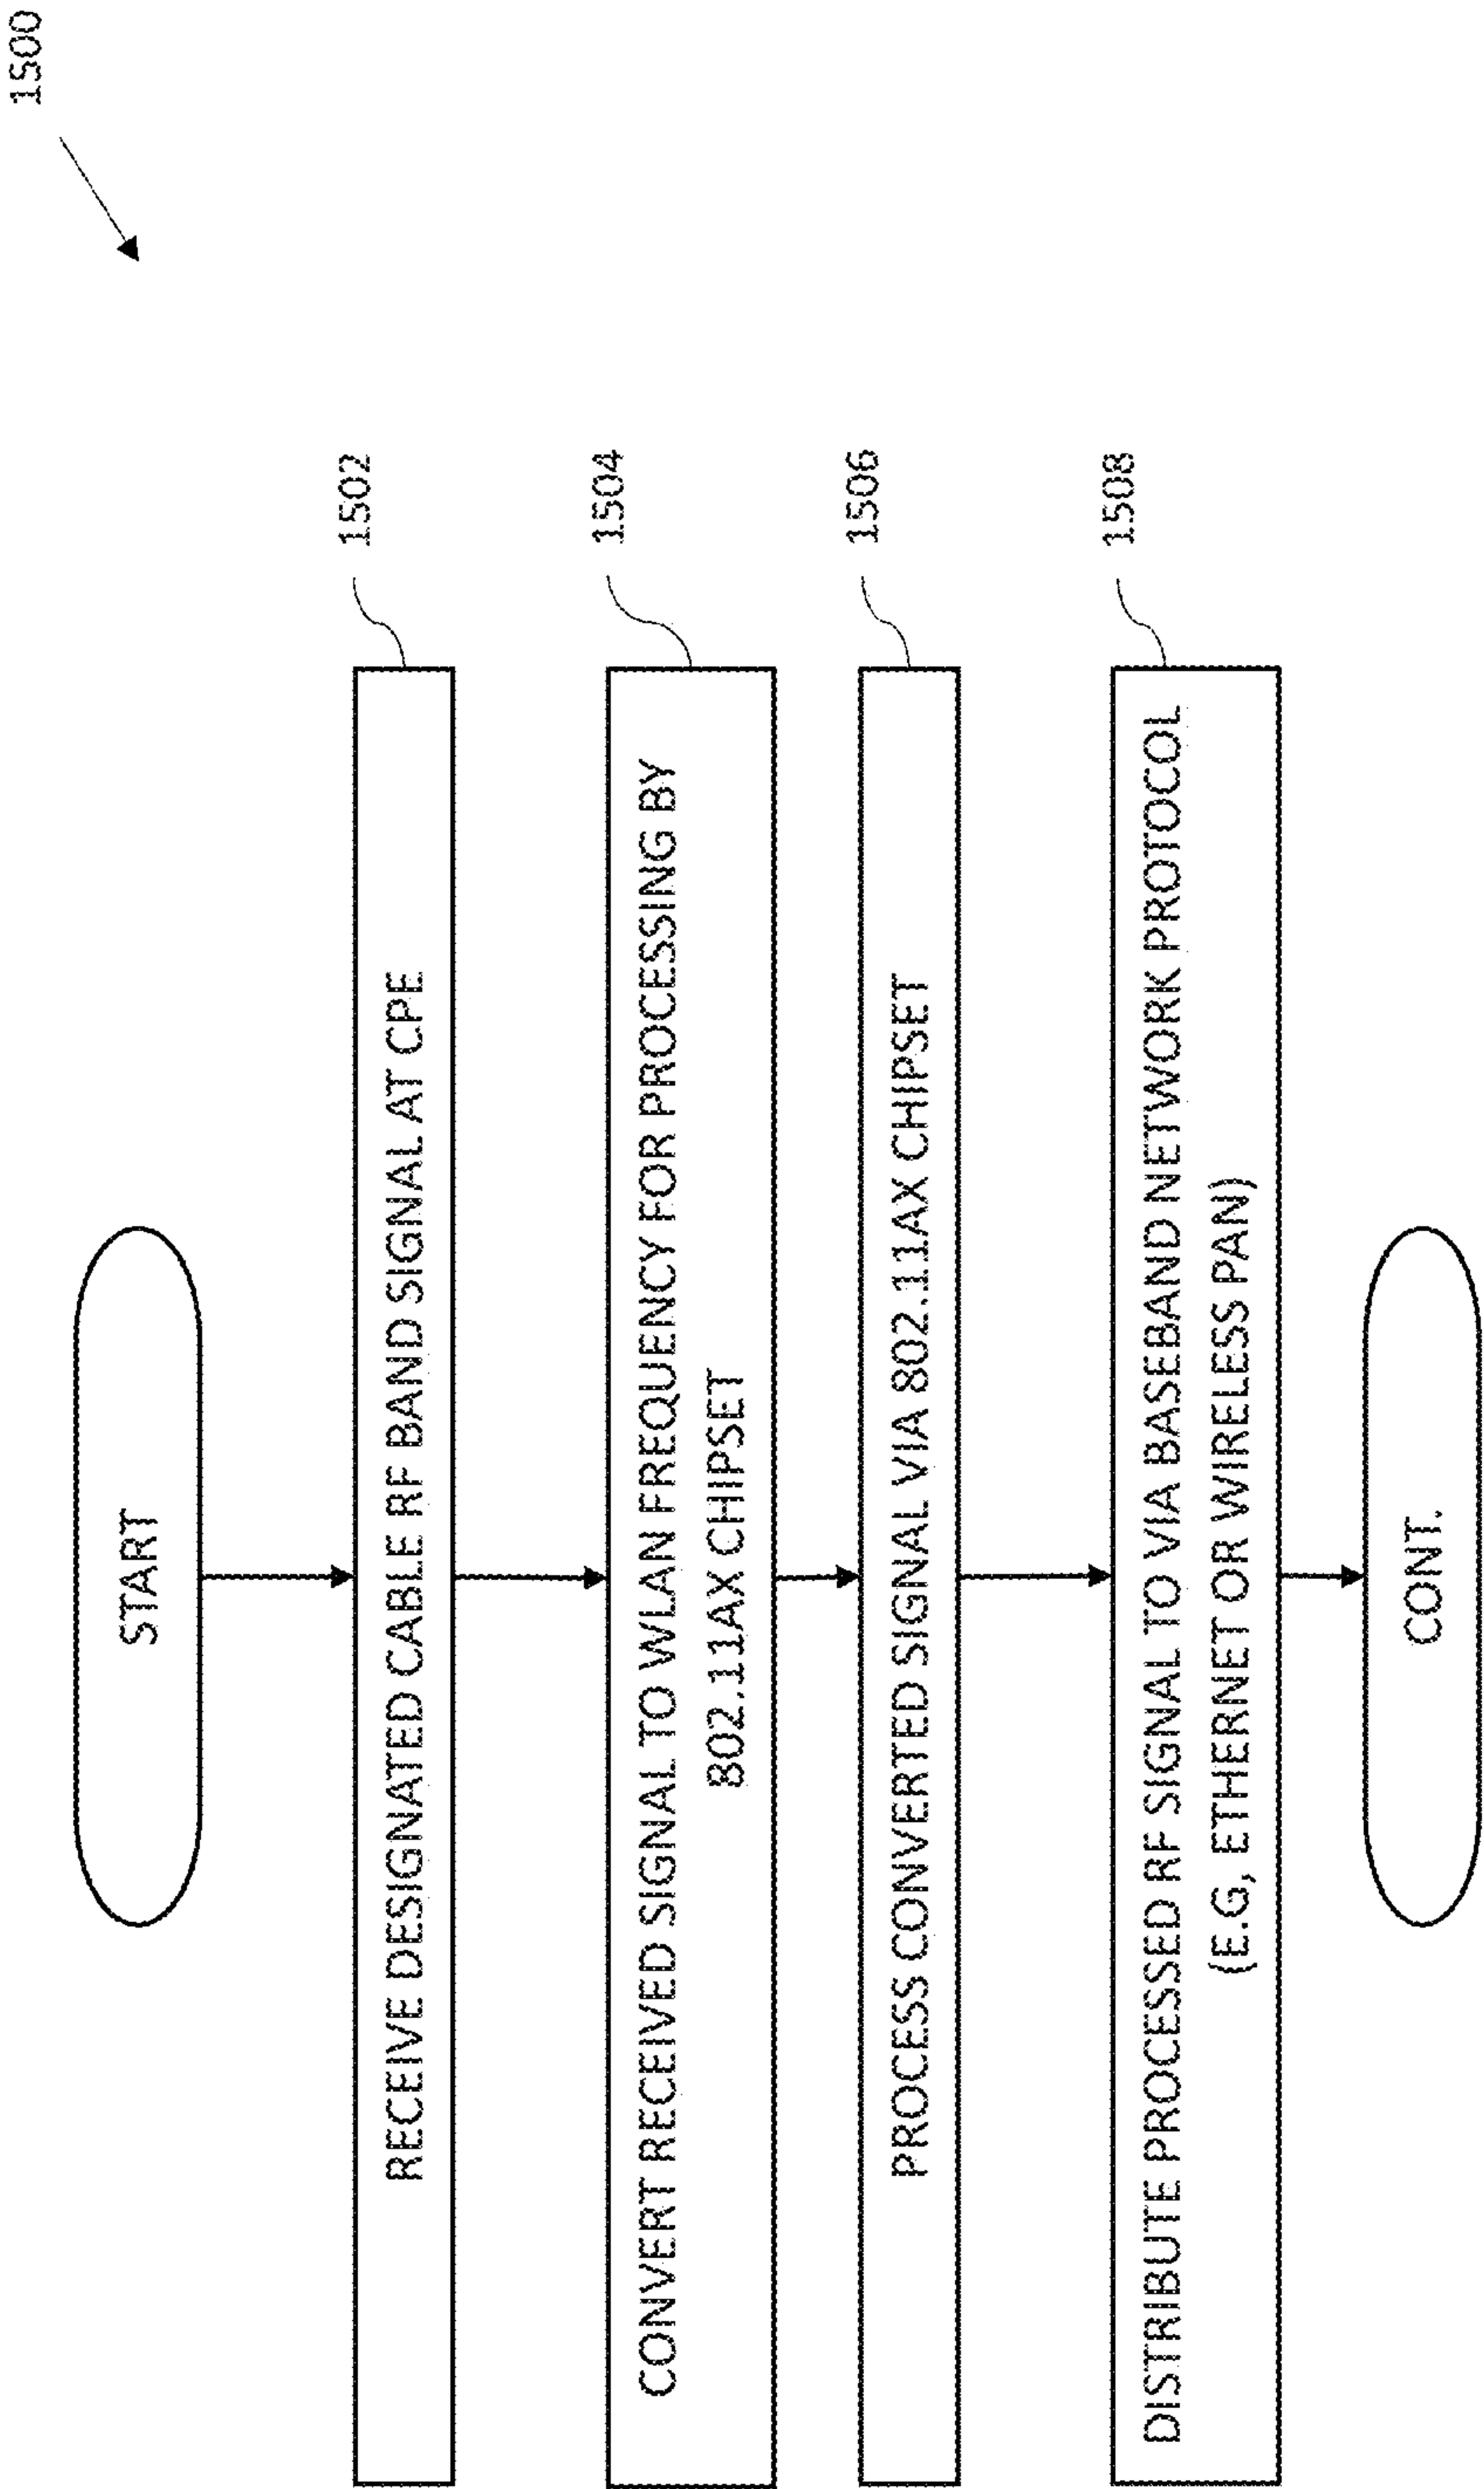 1500
START
RECEIVE DESIGNATED CABLE RF BAND SIGNAL AT CPE
1502
CONVERT RECEIVED SIGNAL TO WLAN FREQUENCY FOR PROCESSING BY
802.11AX CHIPSET
1504
PROCESS CONVERTED SIGNAL VIA 802.11AX CHIPSET
1506
DISTRIBUTE PROCESSED RF SIGNAL TO VIA BASEBAND NETWORK PROTOCOL
(E.G, ETHERNET OR WIRELESS PAN)
1508
CONT.